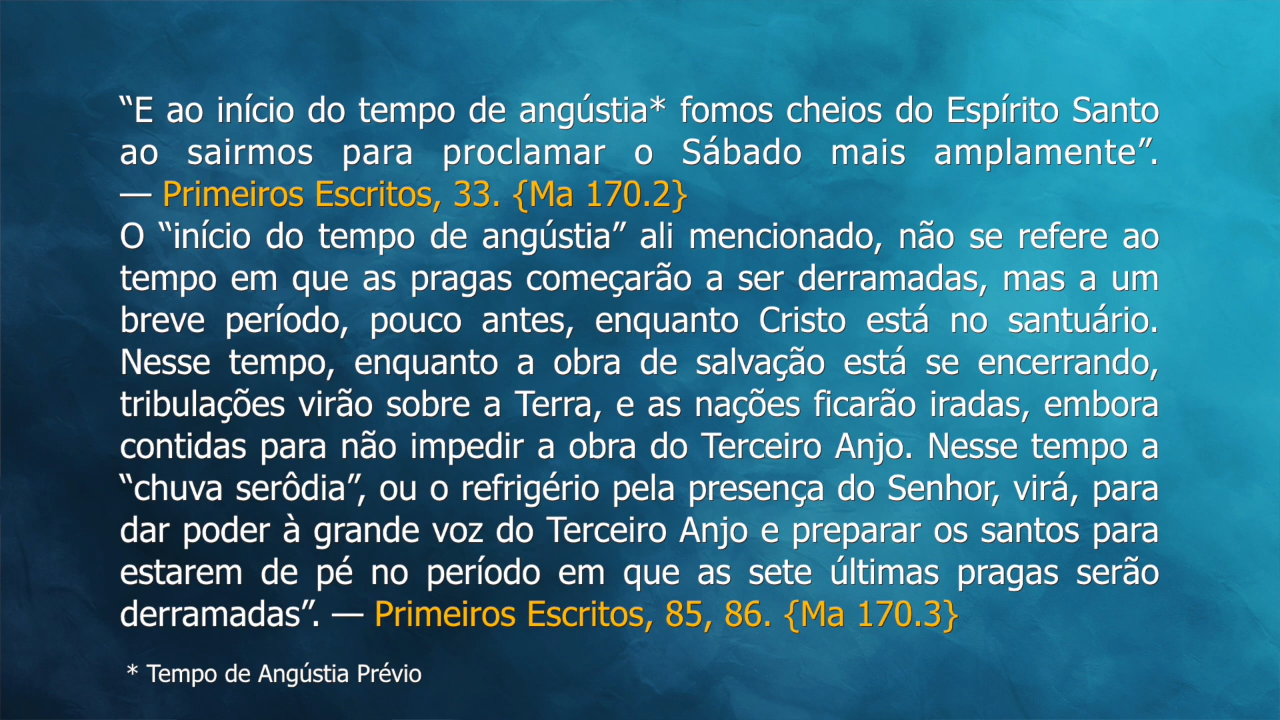 “E ao início do tempo de angústia* fomos cheios do Espírito Santo
ao sairmos para proclamar o Sábado mais amplamente”.
— Primeiros Escritos, 33. {Ma 170.2}
O “início do tempo de angústia” ali mencionado, não se refere ao
tempo em que as pragas começarão a ser derramadas, mas a um
breve período, pouco antes, enquanto Cristo está no santuário.
Nesse tempo, enquanto a obra de salvação está se encerrando,
tribulações virão sobre a Terra, e as nações ficarão iradas, embora
contidas para não impedir a obra do Terceiro Anjo. Nesse tempo a
“chuva serôdia”, ou o refrigério pela presença do Senhor, virá, para
dar poder à grande voz do Terceiro Anjo e preparar os santos para
estarem de pé no período em que as sete últimas pragas serão
derramadas”. — Primeiros Escritos, 85, 86. {Ma 170.3}
* Tempo de Angústia Prévio